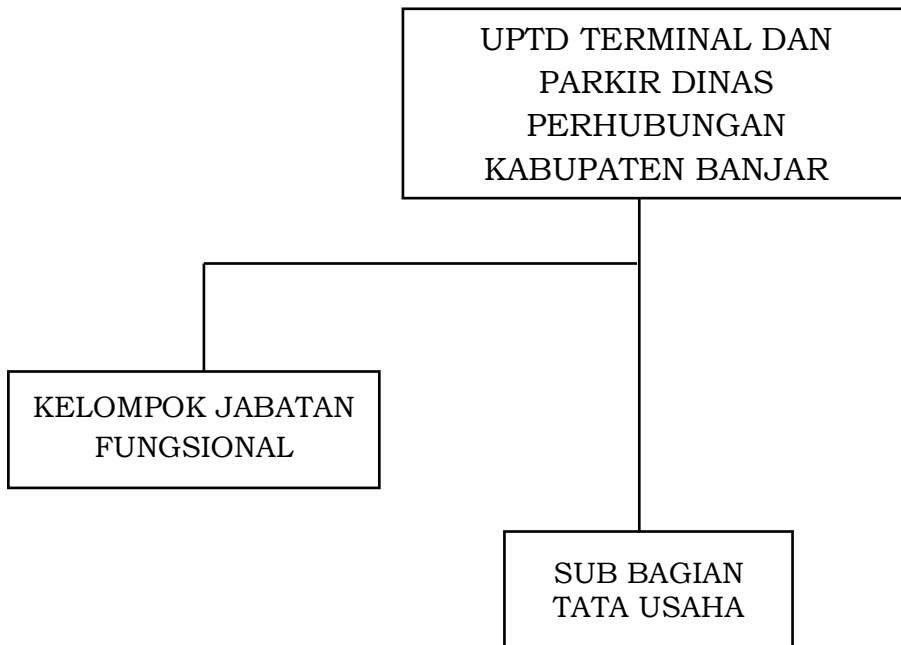 UPTD TERMINAL DAN
PARKIR DINAS
PERHUBUNGAN
KABUPATEN BANJAR
KELOMPOK JABATAN
FUNGSIONAL
SUB BAGIAN
TATA USAHA